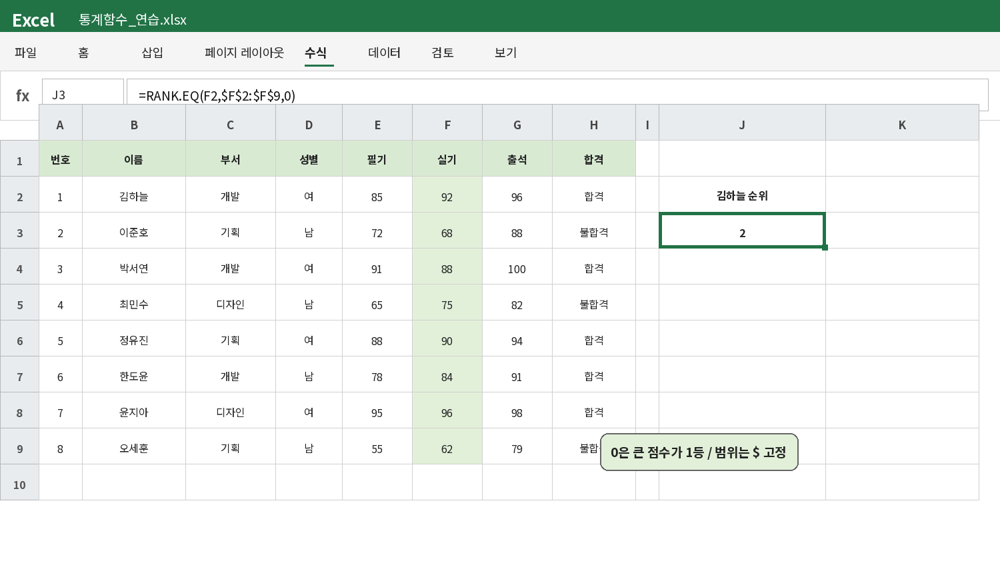 Excel 통계함수_연습.xlsx
파일 홈 삽입 페이지 레이아웃 수식 데이터 검토 보기
fx J3 =RANK.EQ(F2,$F$2:$F$9,0)
A B C D E F G H I J K
1 번호 이름 부서 성별 필기 실기 출석 합격
2 1 김하늘 개발 여 85 92 96 합격 김하늘 순위
3 2 이준호 기획 남 72 68 88 불합격 2
4 3 박서연 개발 여 91 88 100 합격
5 4 최민수 디자인 남 65 75 82 불합격
6 5 정유진 기획 여 88 90 94 합격
7 6 한도윤 개발 남 78 84 91 합격
8 7 윤지아 디자인 여 95 96 98 합격
9 8 오세훈 기획 남 55 62 79 불합
0은 큰 점수가 1등 / 범위는 $ 고정
10